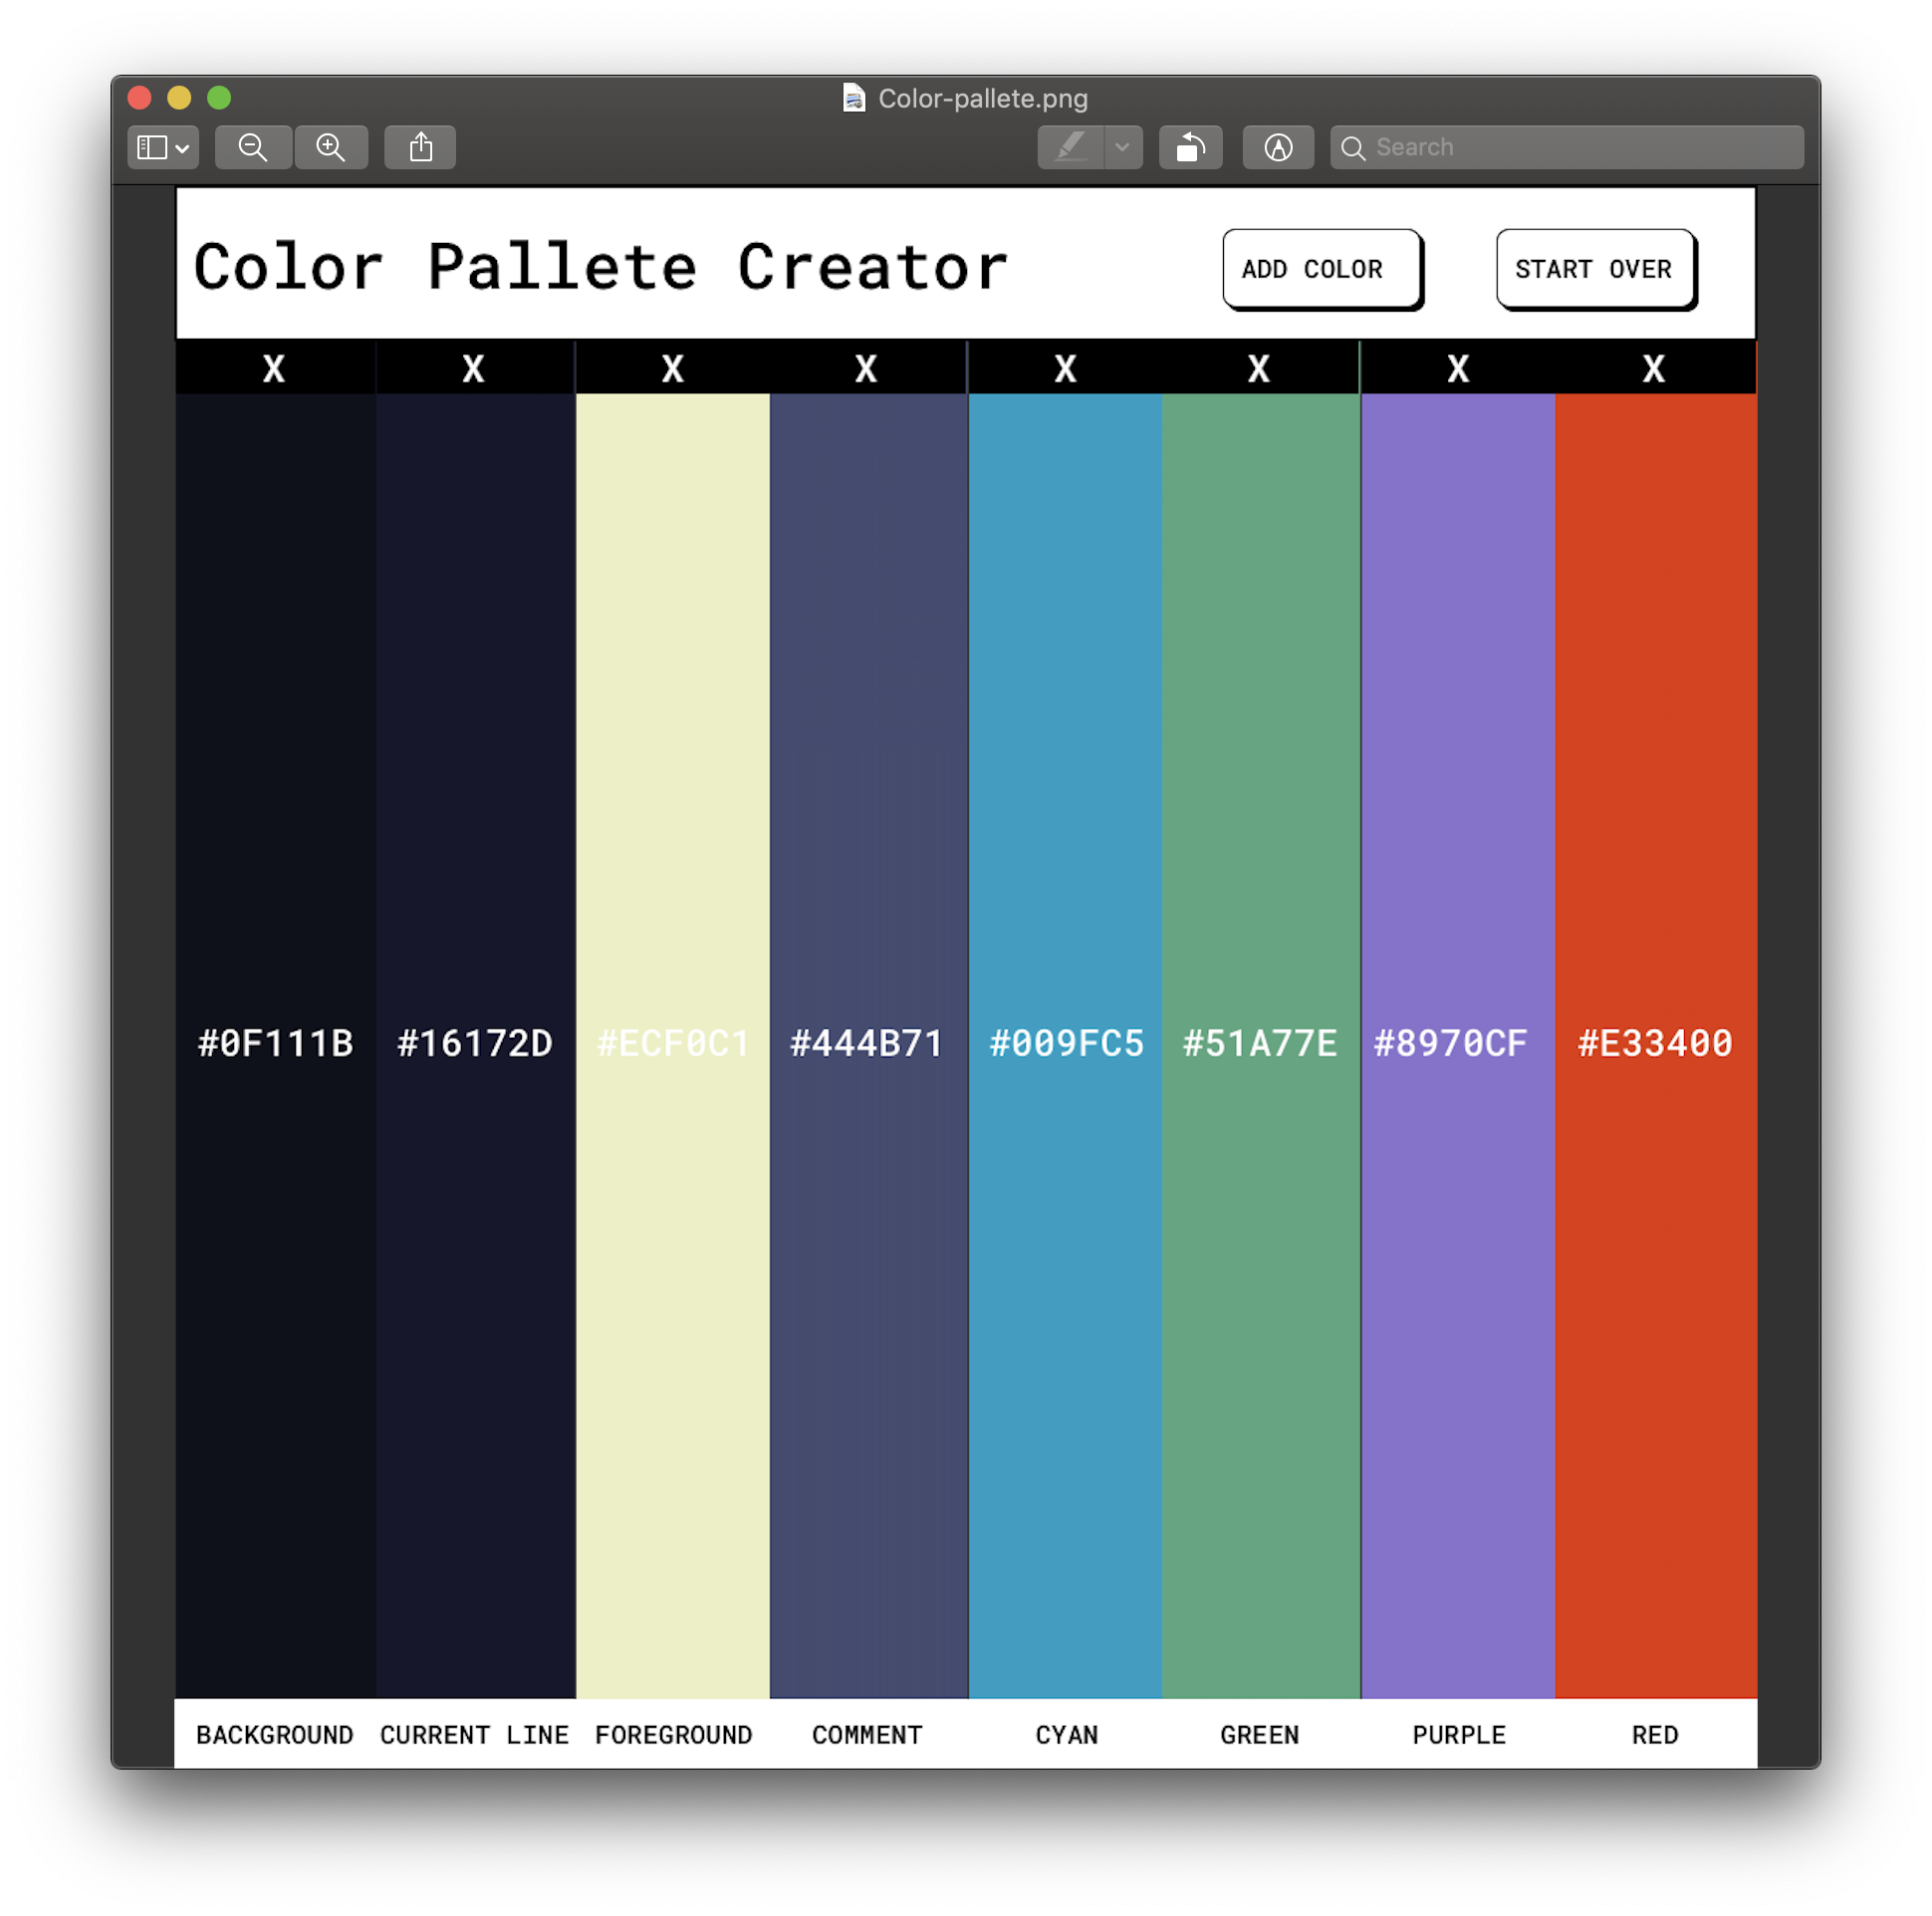 Color-pallete.png
Search
Color Pallete Creator
ADD COLOR
START OVER
X X X X X X X X
#0F111B #16172D #ECF0C1 #444B71 #009FC5 #51A77E #8970CF #E33400
BACKGROUND CURRENT LINE FOREGROUND COMMENT CYAN GREEN PURPLE RED